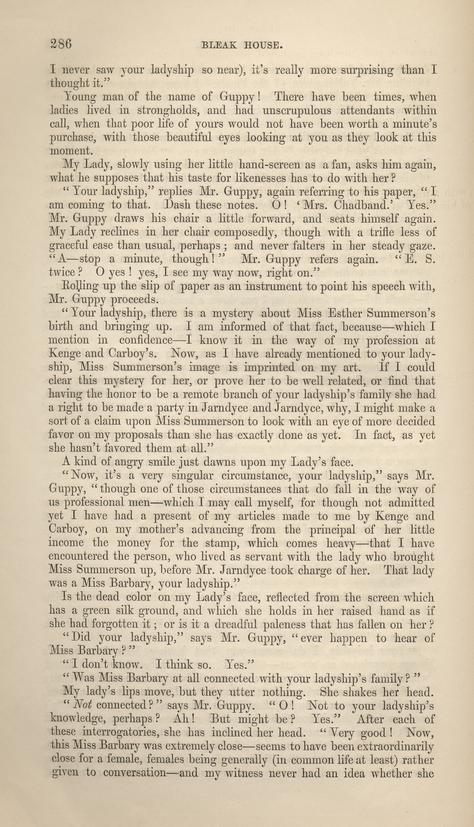 286
BLEAK HOUSE.
I never saw your ladyship so near), it's really more surprising than I
thought it."
Young man of the name of Guppy! There have been times, when
ladies lived in strongholds, and had unscrupulous attendants within
call, when that poor life of yours would not have been worth a minute's
purchase, with those beautiful eyes looking at you as they look at this
moment.
My Lady, slowly using her little hand-screen as a fan, asks him again,
what he supposes that his taste for likenesses has to do with her?
"Your ladyship," replies Mr. Guppy, again referring to his paper, "I
am coming to that. Dash these notes. O! 'Mrs. Chadband.' Yes."
Mr. Guppy draws his chair a little forward, and seats himself again.
My Lady reclines in her chair composedly, though with a trifle less of
graceful ease than usual, perhaps; and never falters in her steady gaze.
"A—stop a minute, though!" Mr. Guppy refers again. "E. S.
twice? O yes! yes, I see my way now, right on."
Rolling up the slip of paper as an instrument to point his speech with,
Mr. Guppy proceeds.
"Your ladyship, there is a mystery about Miss Esther Summerson's
birth and bringing up. I am informed of that fact, because—which I
mention in confidence—I know it in the way of my profession at
Kenge and Carboy's. Now, as I have already mentioned to your lady-
ship, Miss Summerson's image is imprinted on my art. If I could
clear this mystery for her, or prove her to be well related, or find that
having the honor to be a remote branch of your ladyship's family she had
a right to be made a party in Jarndyce and Jarndyce, why, I might make a
sort of a claim upon Miss Summerson to look with an eye of more decided
favor on my proposals than she has exactly done as yet. In fact, as yet
she hasn't favored them at all."
A kind of angry smile just dawns upon my Lady's face.
"Now, it's a very singular circumstance, your ladyship," says Mr.
Guppy, "though one of those circumstances that do fall in the way of
us professional men—which I may call myself, for though not admitted
yet I have had a present of my articles made to me by Kenge and
Carboy, on my mother's advancing from the principal of her little
income the money for the stamp, which comes heavy—that I have
encountered the person, who lived as servant with the lady who brought
Miss Summerson up, before Mr. Jarndyce took charge of her. That lady
was a Miss Barbary, your ladyship."
Is the dead color on my Lady's face, reflected from the screen which
has a green silk ground, and which she holds in her raised hand as if
she had forgotten it; or is it a dreadful paleness that has fallen on her?
"Did your ladyship," says Mr. Guppy, "ever happen to hear of
Miss Barbary?"
"I don't know. I think so. Yes."
"Was Miss Barbary at all connected with your ladyship's family?"
My lady's lips move, but they utter nothing. She shakes her head.
"Not connected?" says Mr. Guppy. "O! Not to your ladyship's
knowledge, perhaps? Ah! But might be? Yes." After each of
these interrogatories, she has inclined her head. "Very good! Now,
this Miss Barbary was extremely close—seems to have been extraordinarily
close for a female, females being generally (in common life at least) rather
given to conversation—and my witness never had an idea whether she